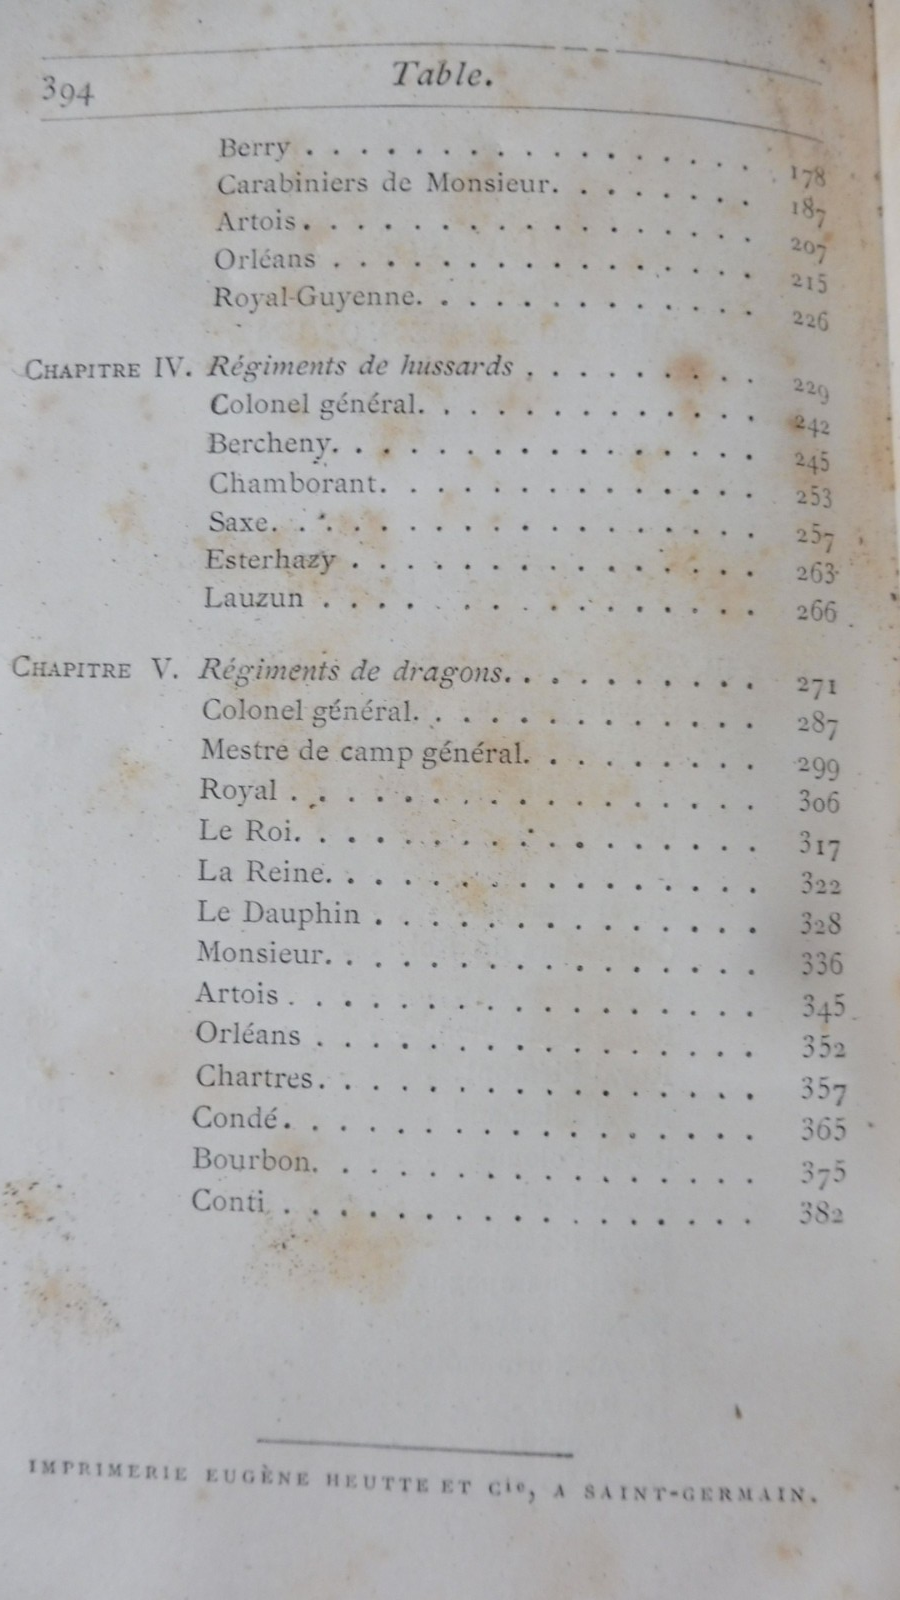 394 Table.
Berry . . . . . . . . . . . . . . . . . 178
Carabiniers de Monsieur. . . . . . . . 187
Artois. . . . . . . . . . . . . . . . . 207
Orléans . . . . . . . . . . . . . . . . 215
Royal-Guyenne. . . . . . . . . . . . . 226
CHAPITRE IV. Régiments de hussards . . . . . . . . . 229
Colonel général. . . . . . . . . . . . . 242
Bercheny. . . . . . . . . . . . . . . . 245
Chamborant. . . . . . . . . . . . . . 253
Saxe. . . . . . . . . . . . . . . . . . 257
Esterhazy . . . . . . . . . . . . . . . 263
Lauzun . . . . . . . . . . . . . . . . 266
CHAPITRE V. Régiments de dragons. . . . . . . . . . 271
Colonel général. . . . . . . . . . . . . 287
Mestre de camp général. . . . . . . . . 299
Royal . . . . . . . . . . . . . . . . . 306
Le Roi. . . . . . . . . . . . . . . . . 317
La Reine. . . . . . . . . . . . . . . . 322
Le Dauphin . . . . . . . . . . . . . . 328
Monsieur. . . . . . . . . . . . . . . . 336
Artois . . . . . . . . . . . . . . . . . 345
Orléans . . . . . . . . . . . . . . . . 352
Chartres. . . . . . . . . . . . . . . . 357
Condé. . . . . . . . . . . . . . . . . 365
Bourbon. . . . . . . . . . . . . . . . 375
Conti . . . . . . . . . . . . . . . . . 382
IMPRIMERIE EUGÈNE HEUTTE ET Cie, A SAINT-GERMAIN.